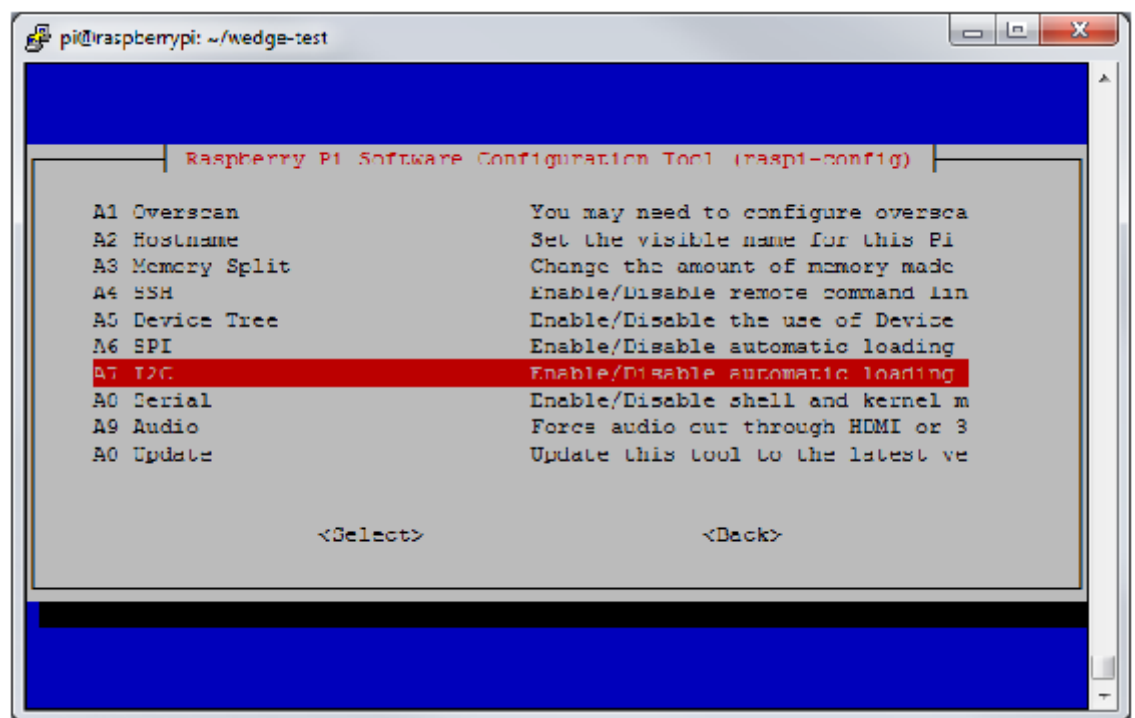 pi@raspberrypi: ~/wedge-test
Raspberry Pi Software Configuration Tool (raspi-config)
A1 Overscan You may need to configure oversca
A2 Hostname Set the visible name for this Pi
A3 Memory Split Change the amount of memory made
A4 SSH Enable/Disable remote command lin
A5 Device Tree Enable/Disable the use of Device
A6 SPI Enable/Disable automatic loading
A7 I2C Enable/Disable automatic loading
A8 Serial Enable/Disable shell and kernel m
A9 Audio Force audio out through HDMI or 3
A0 Update Update this tool to the latest ve
<Select> <Back>